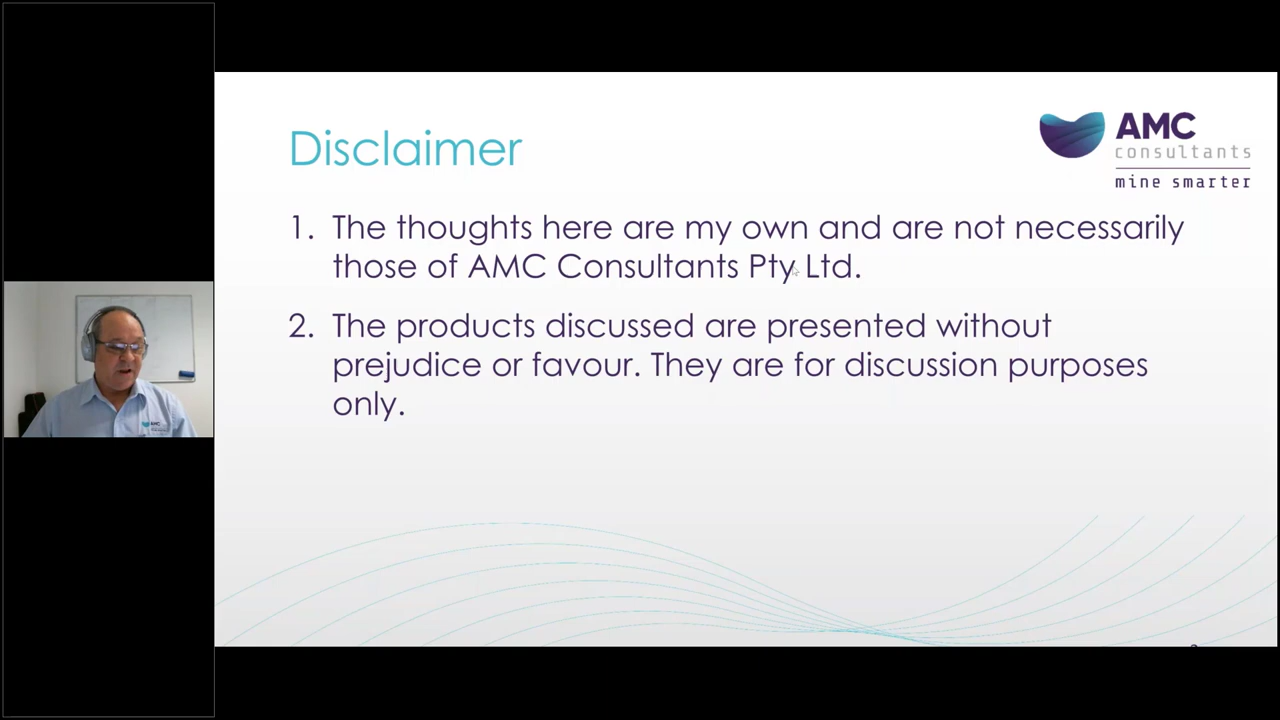 Disclaimer
AMC
consultants
mine smarter
1. The thoughts here are my own and are not necessarily
those of AMC Consultants Pty Ltd.
2. The products discussed are presented without
prejudice or favour. They are for discussion purposes
only.
AMC